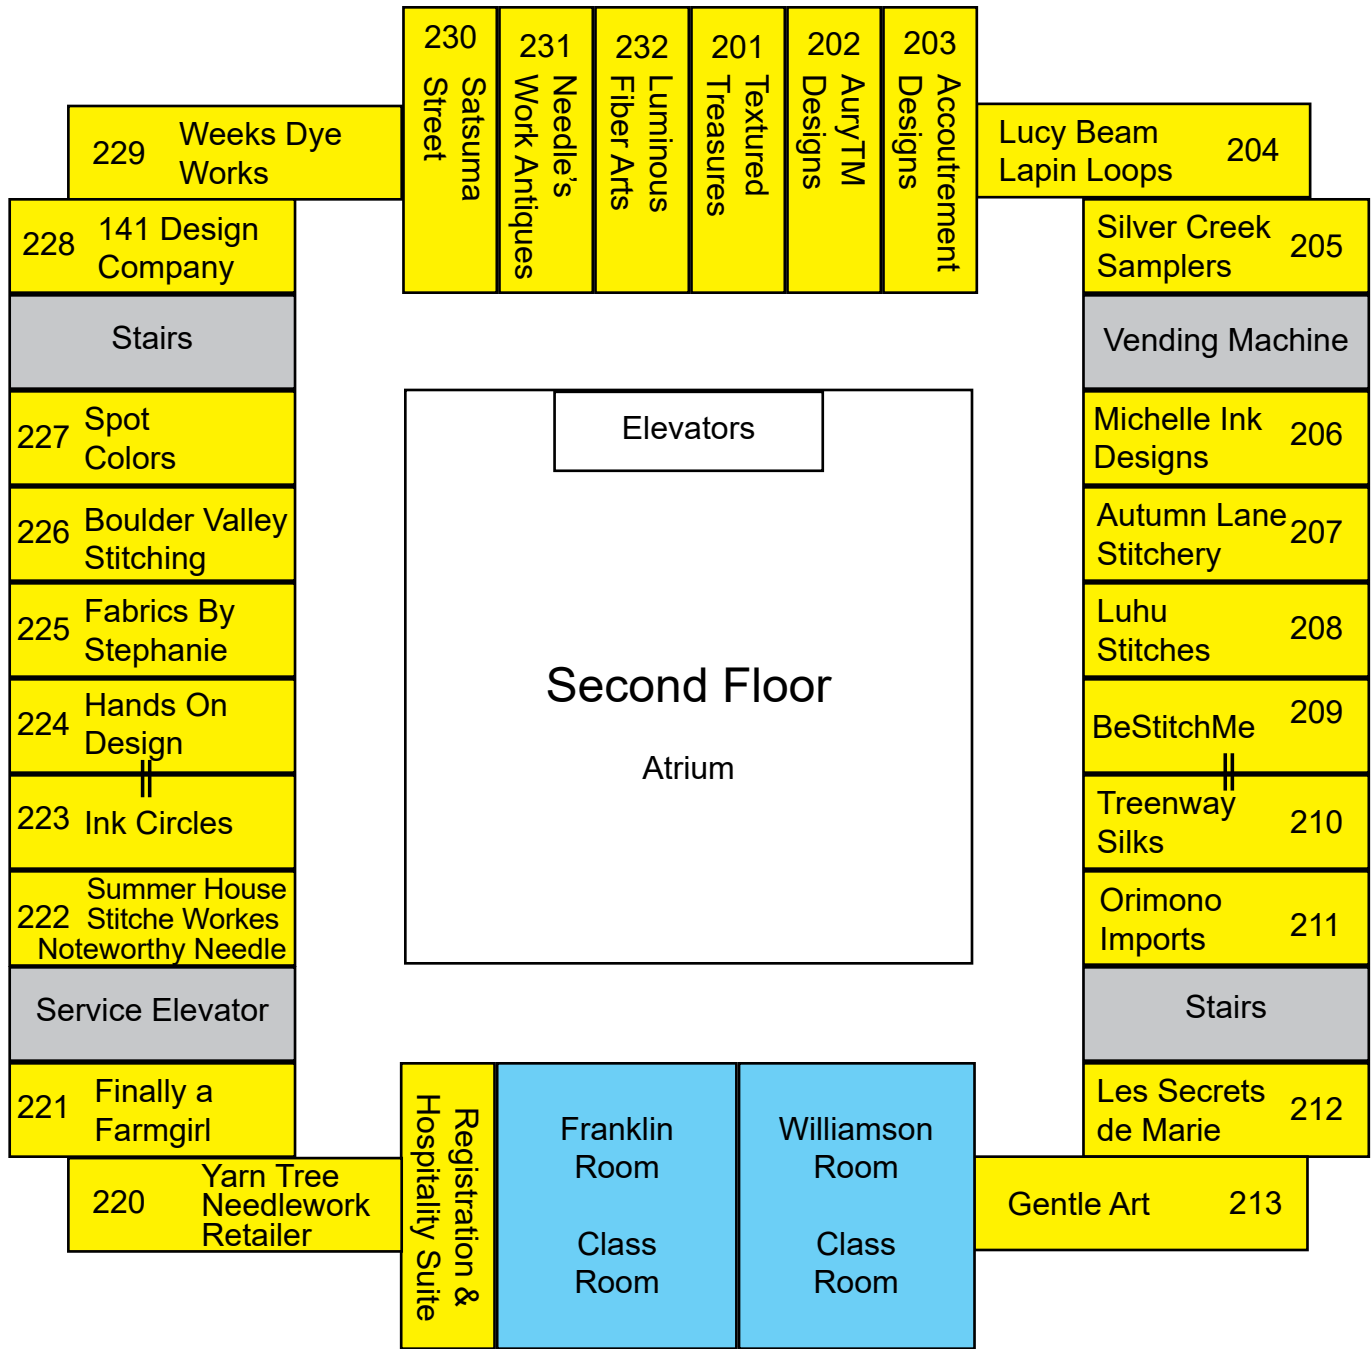 230
Satsuma
Street
231
Needle's
Work Antiques
232
Luminous
Fiber Arts
201
Textured
Treasures
202
AuryTM
Designs
203
Accoutrement
Designs
229
Weeks Dye
Works
Lucy Beam
Lapin Loops
204
228
141 Design
Company
Silver Creek
Samplers
205
Stairs
Vending Machine
227
Spot
Colors
Elevators
Michelle Ink
Designs
206
226
Boulder Valley
Stitching
Autumn Lane
Stitchery
207
225
Fabrics By
Stephanie
Luhu
Stitches
208
224
Hands On
Design
Second Floor
Atrium
BeStitchMe
209
223
Ink Circles
Treenway
Silks
210
222
Summer House
Stitche Workes
Noteworthy Needle
Orimono
Imports
211
Service Elevator
Stairs
221
Finally a
Farmgirl
Registration &
Hospitality Suite
Franklin
Room
Class
Room
Williamson
Room
Class
Room
Les Secrets
de Marie
212
220
Yarn Tree
Needlework
Retailer
Gentle Art
213